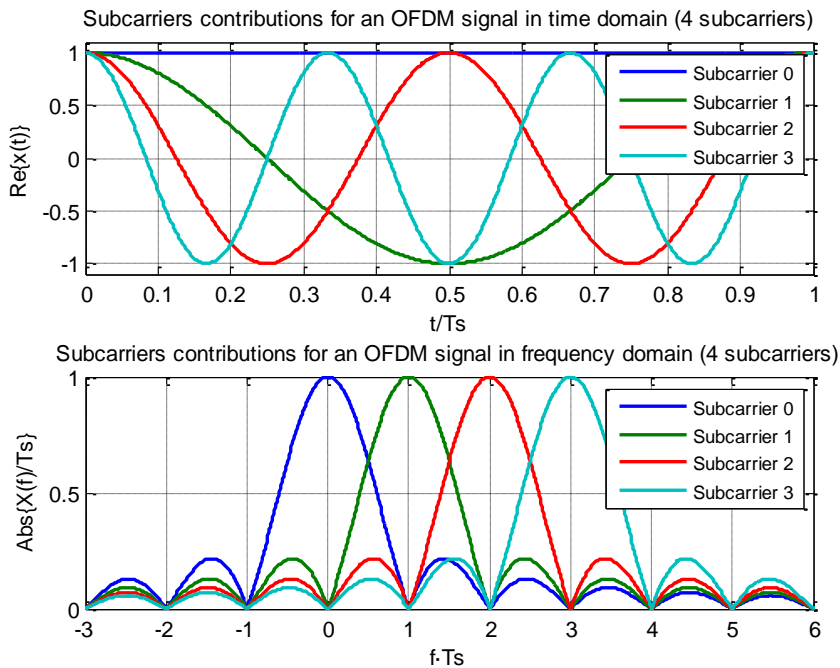 Subcarriers contributions for an OFDM signal in time domain (4 subcarriers)
1
0.5
0
-0.5
-1
Re{x(t)}
Subcarrier 0
Subcarrier 1
Subcarrier 2
Subcarrier 3
0 0.1 0.2 0.3 0.4 0.5 0.6 0.7 0.8 0.9 1
t/Ts
Subcarriers contributions for an OFDM signal in frequency domain (4 subcarriers)
1
0.5
0
Abs{X(f)/Ts}
Subcarrier 0
Subcarrier 1
Subcarrier 2
Subcarrier 3
-3 -2 -1 0 1 2 3 4 5 6
f·Ts